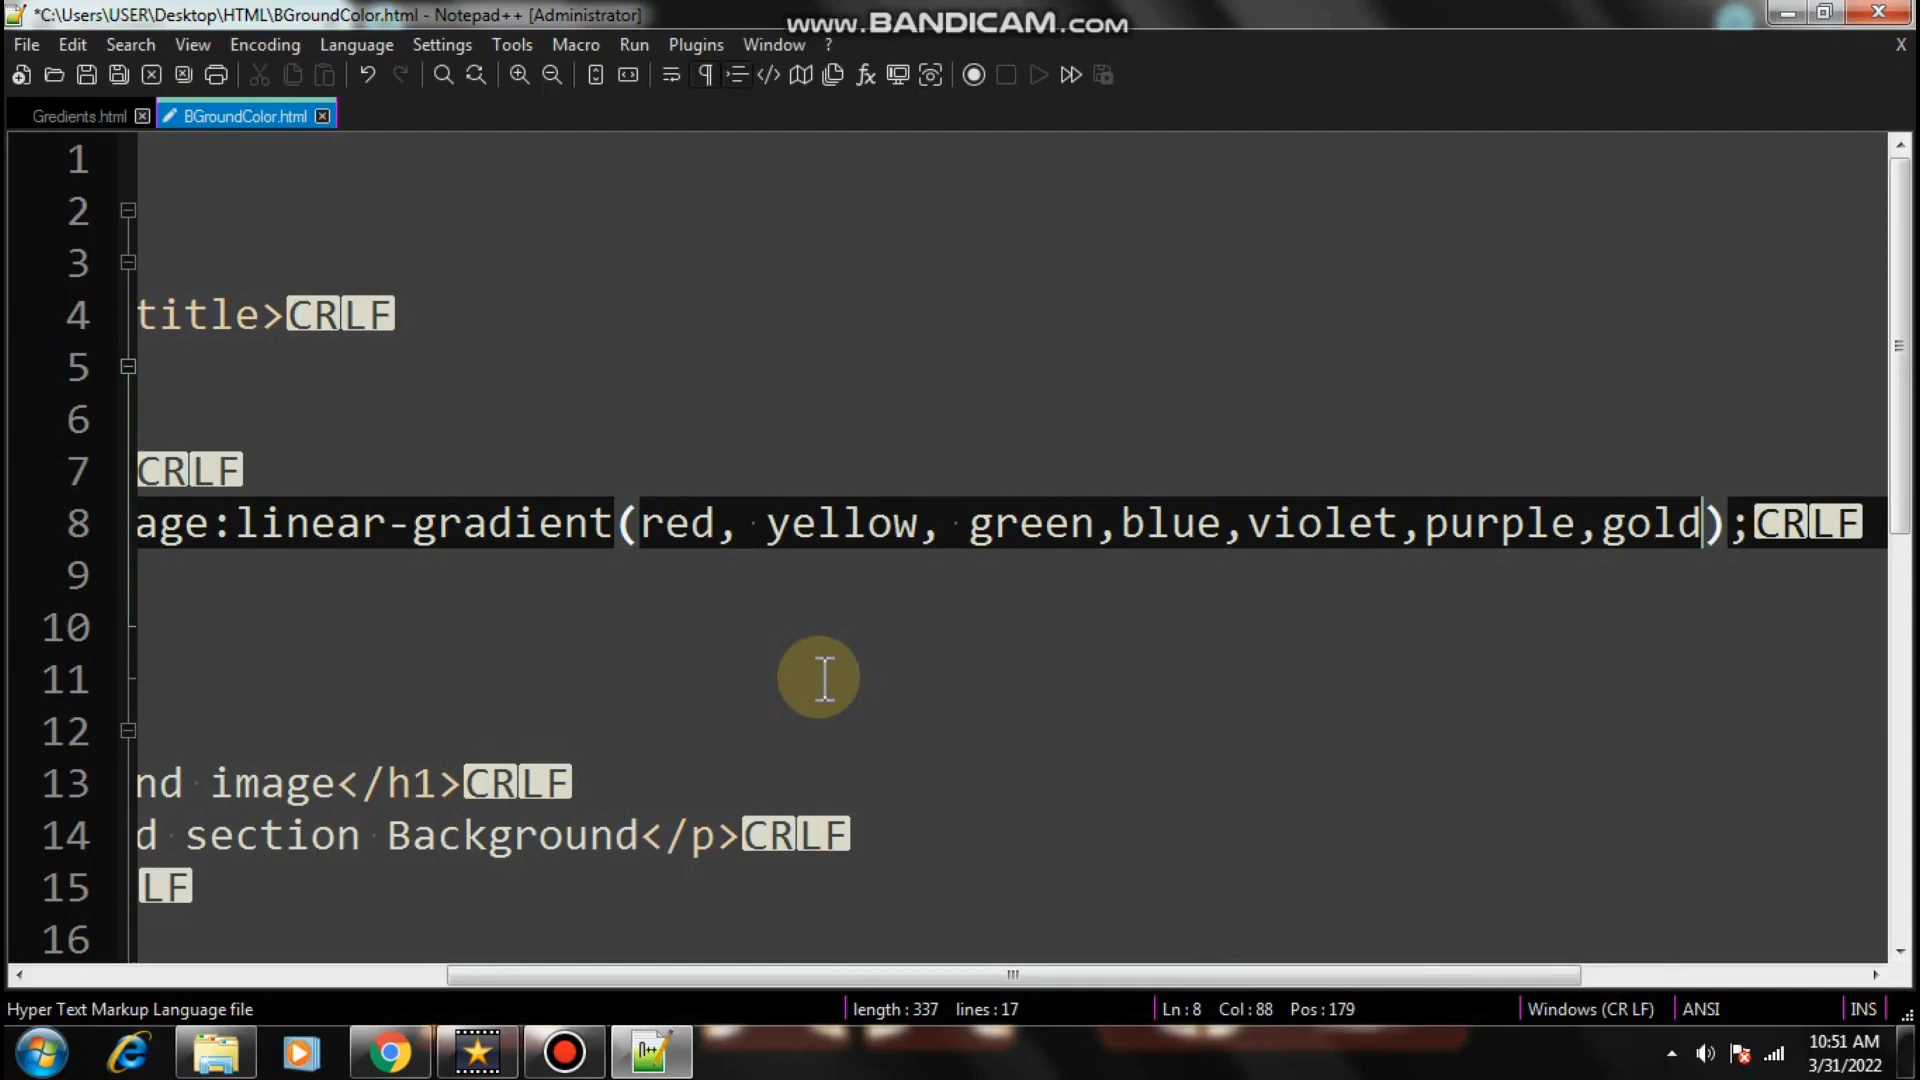 *C:\Users\USER\Desktop\HTML\BGroundColor.html - Notepad++ [Administrator]
www.BANDICAM.com
File Edit Search View Encoding Language Settings Tools Macro Run Plugins Window ? X
Gredients.html BGroundColor.html
1
2
3
4 title>CRLF
5
6
7 CRLF
8 age:linear-gradient(red, yellow, green,blue,violet,purple,gold);CRLF
9
10
11
12
13 nd image</h1>CRLF
14 d section Background</p>CRLF
15 LF
16
Hyper Text Markup Language file length : 337 lines : 17 Ln : 8 Col : 88 Pos : 179 Windows (CR LF) ANSI INS
10:51 AM
3/31/2022